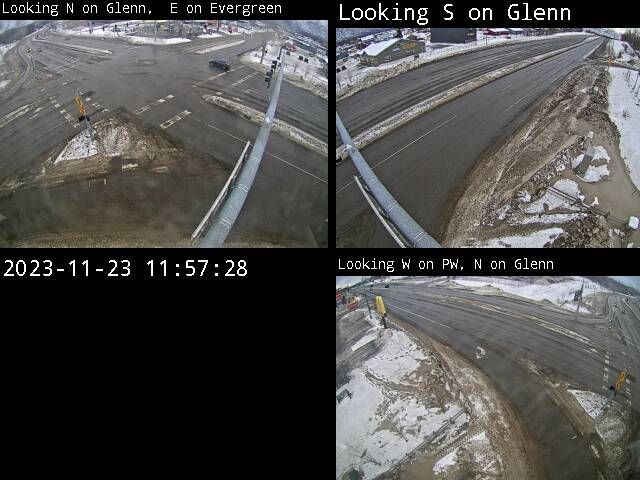 Looking N on Glenn,  E on Evergreen
Looking S on Glenn
2023-11-23 11:57:28
Looking W on PW, N on Glenn